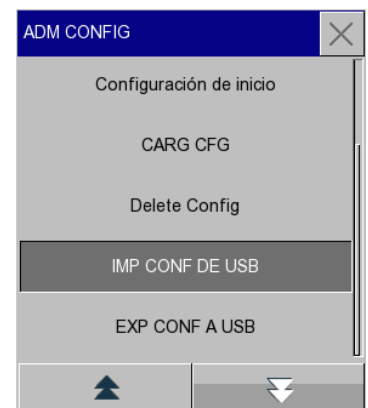 ADM CONFIG
Configuración de inicio
CARG CFG
Delete Config
IMP CONF DE USB
EXP CONF A USB